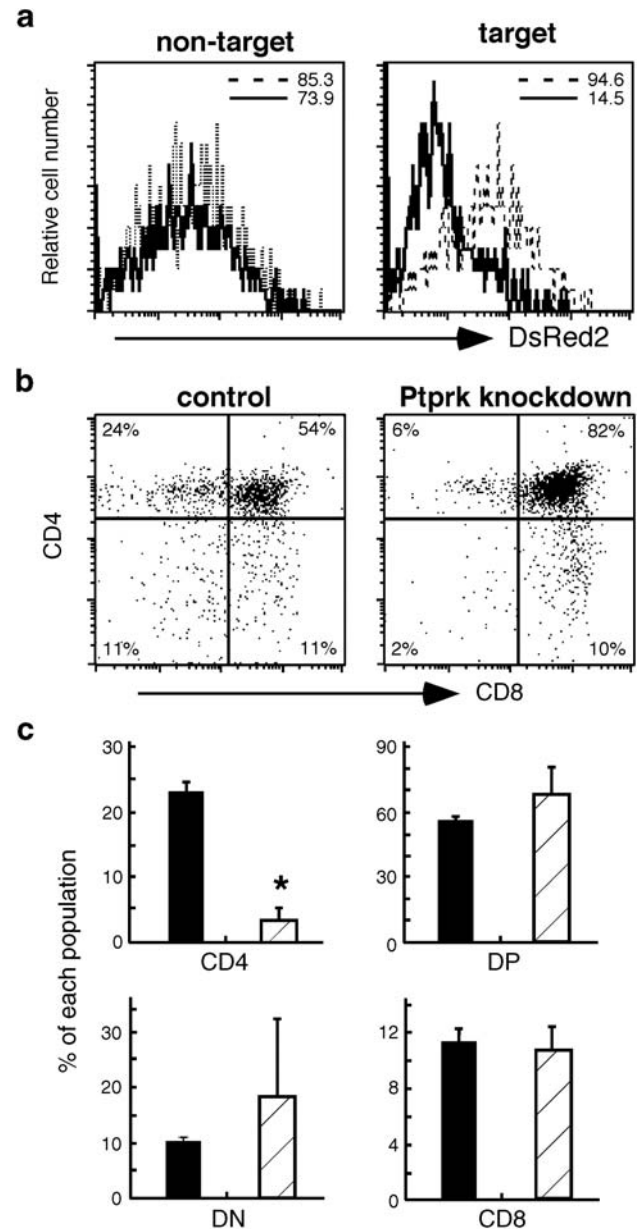 a
non-target
target
85.3
73.9
94.6
14.5
Relative cell number
DsRed2
b
control
Ptprk knockdown
24%
54%
11%
11%
6%
82%
2%
10%
CD4
CD8
c
% of each population
30
20
10
0
*
CD4
90
60
30
0
DP
30
20
10
0
DN
12
8
4
0
CD8